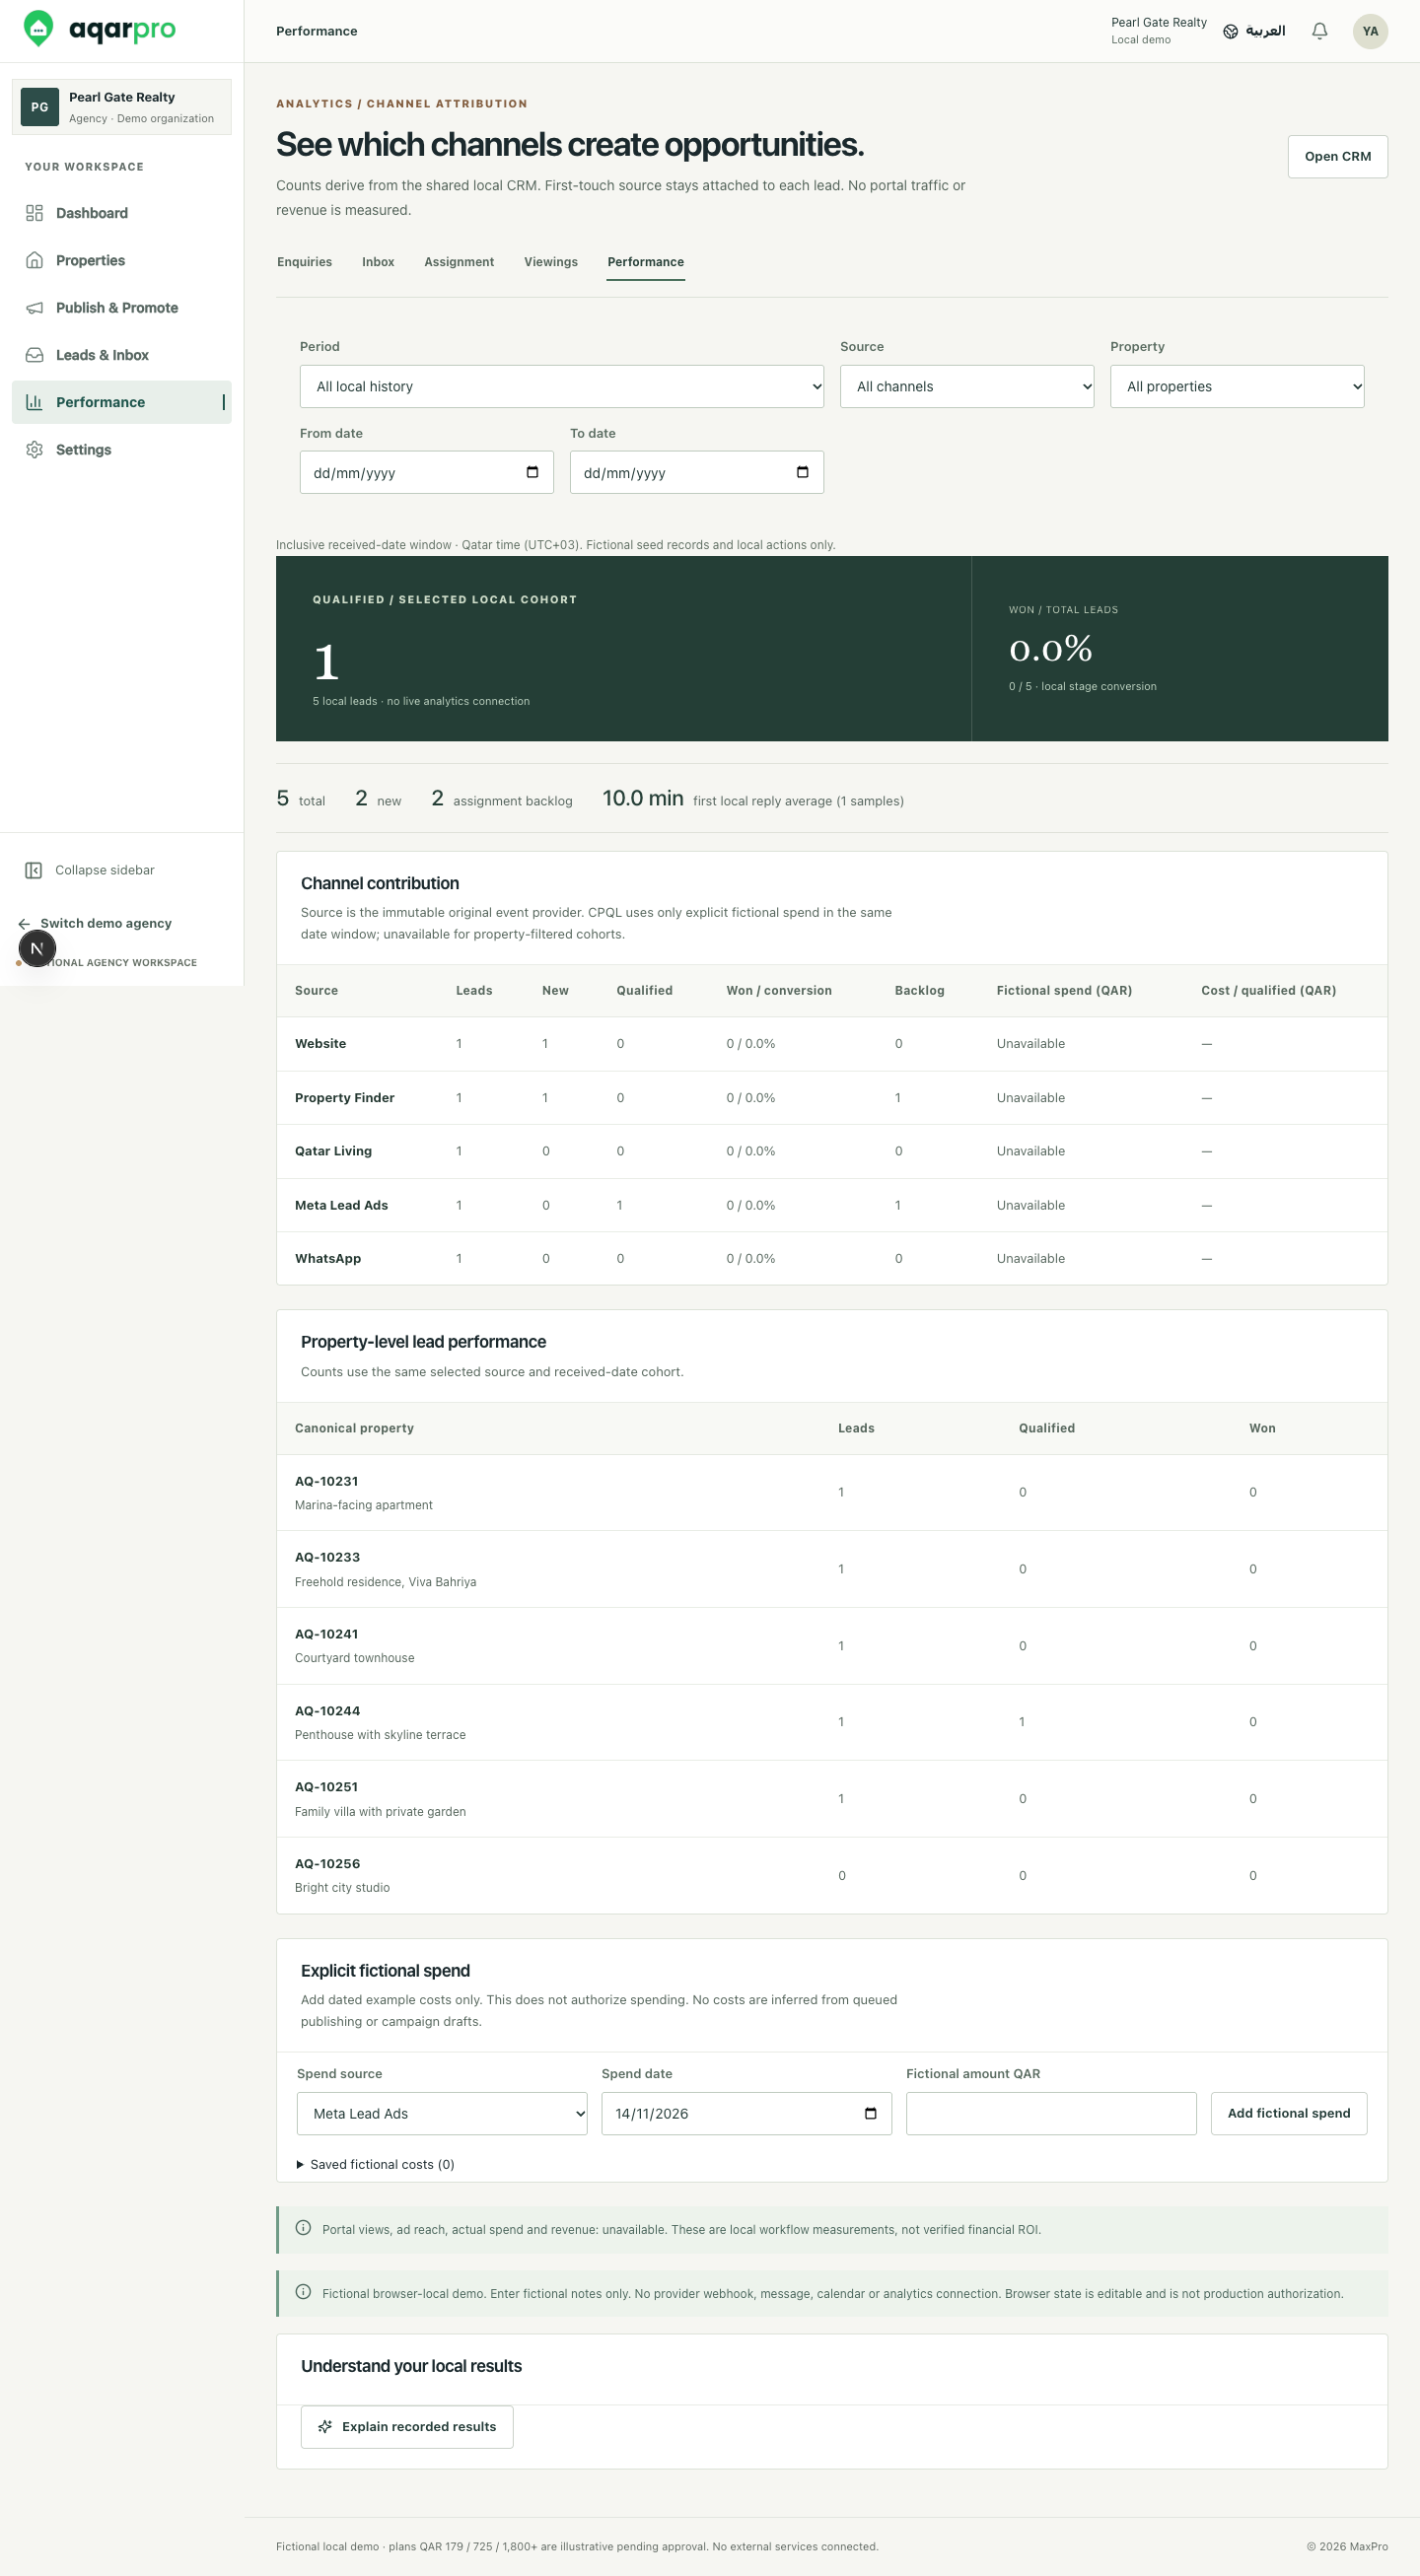 aqarpro
Performance
Pearl Gate Realty
Local demo
العربية
YA
PG
Pearl Gate Realty
Agency · Demo organization
YOUR WORKSPACE
Dashboard
Properties
Publish & Promote
Leads & Inbox
Performance
Settings
Collapse sidebar
Switch demo agency
N
IONAL AGENCY WORKSPACE
ANALYTICS / CHANNEL ATTRIBUTION
See which channels create opportunities.
Counts derive from the shared local CRM. First-touch source stays attached to each lead. No portal traffic or
revenue is measured.
Open CRM
Enquiries Inbox Assignment Viewings Performance
Period Source Property
All local history All channels All properties
From date To date
dd/mm/yyyy dd/mm/yyyy
Inclusive received-date window · Qatar time (UTC+03). Fictional seed records and local actions only.
QUALIFIED / SELECTED LOCAL COHORT
1
5 local leads · no live analytics connection
WON / TOTAL LEADS
0.0%
0 / 5 · local stage conversion
5 total 2 new 2 assignment backlog 10.0 min first local reply average (1 samples)
Channel contribution
Source is the immutable original event provider. CPQL uses only explicit fictional spend in the same
date window; unavailable for property-filtered cohorts.
Source Leads New Qualified Won / conversion Backlog Fictional spend (QAR) Cost / qualified (QAR)
Website 1 1 0 0 / 0.0% 0 Unavailable —
Property Finder 1 1 0 0 / 0.0% 1 Unavailable —
Qatar Living 1 0 0 0 / 0.0% 0 Unavailable —
Meta Lead Ads 1 0 1 0 / 0.0% 1 Unavailable —
WhatsApp 1 0 0 0 / 0.0% 0 Unavailable —
Property-level lead performance
Counts use the same selected source and received-date cohort.
Canonical property Leads Qualified Won
AQ-10231
Marina-facing apartment
1 0 0
AQ-10233
Freehold residence, Viva Bahriya
1 0 0
AQ-10241
Courtyard townhouse
1 0 0
AQ-10244
Penthouse with skyline terrace
1 1 0
AQ-10251
Family villa with private garden
1 0 0
AQ-10256
Bright city studio
0 0 0
Explicit fictional spend
Add dated example costs only. This does not authorize spending. No costs are inferred from queued
publishing or campaign drafts.
Spend source Spend date Fictional amount QAR
Meta Lead Ads 14/11/2026 Add fictional spend
Saved fictional costs (0)
Portal views, ad reach, actual spend and revenue: unavailable. These are local workflow measurements, not verified financial ROI.
Fictional browser-local demo. Enter fictional notes only. No provider webhook, message, calendar or analytics connection. Browser state is editable and is not production authorization.
Understand your local results
Explain recorded results
Fictional local demo · plans QAR 179 / 725 / 1,800+ are illustrative pending approval. No external services connected.
© 2026 MaxPro